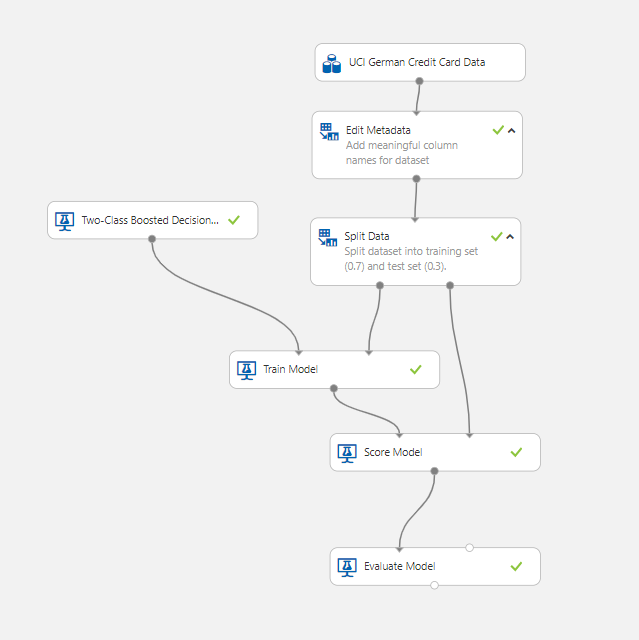 UCI German Credit Card Data
Edit Metadata
Add meaningful column
names for dataset
Two-Class Boosted Decision...
Split Data
Split dataset into training set
(0.7) and test set (0.3).
Train Model
Score Model
Evaluate Model